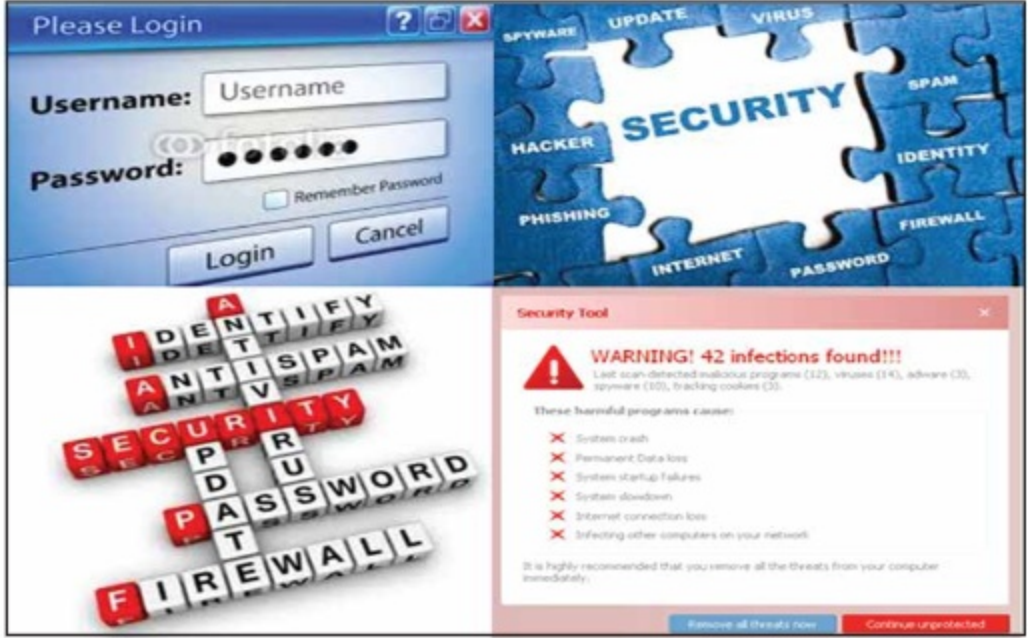 Please Login
Username:
Username
Password:
Remember Password
Login
Cancel
SPYWARE
UPDATE
VIRUS
SPAM
SECURITY
HACKER
IDENTITY
PHISHING
FIREWALL
INTERNET
PASSWORD
IDENTIFY
ANTISPAM
ANTIVIRUS
SECURITY
UPDATE
PASSWORD
FIREWALL
Security Tool
WARNING! 42 infections found!!!
Last scan detected malicious programs (12), viruses (14), adware (3),
spyware (10), tracking cookies (3).
These harmful programs cause:
System crash
Permanent Data loss
System startup failures
System slowdown
Internet connection loss
Infecting other computers on your network
It is highly recommended that you remove all the threats from your computer
immediately.
Remove all threats now
Continue unprotected